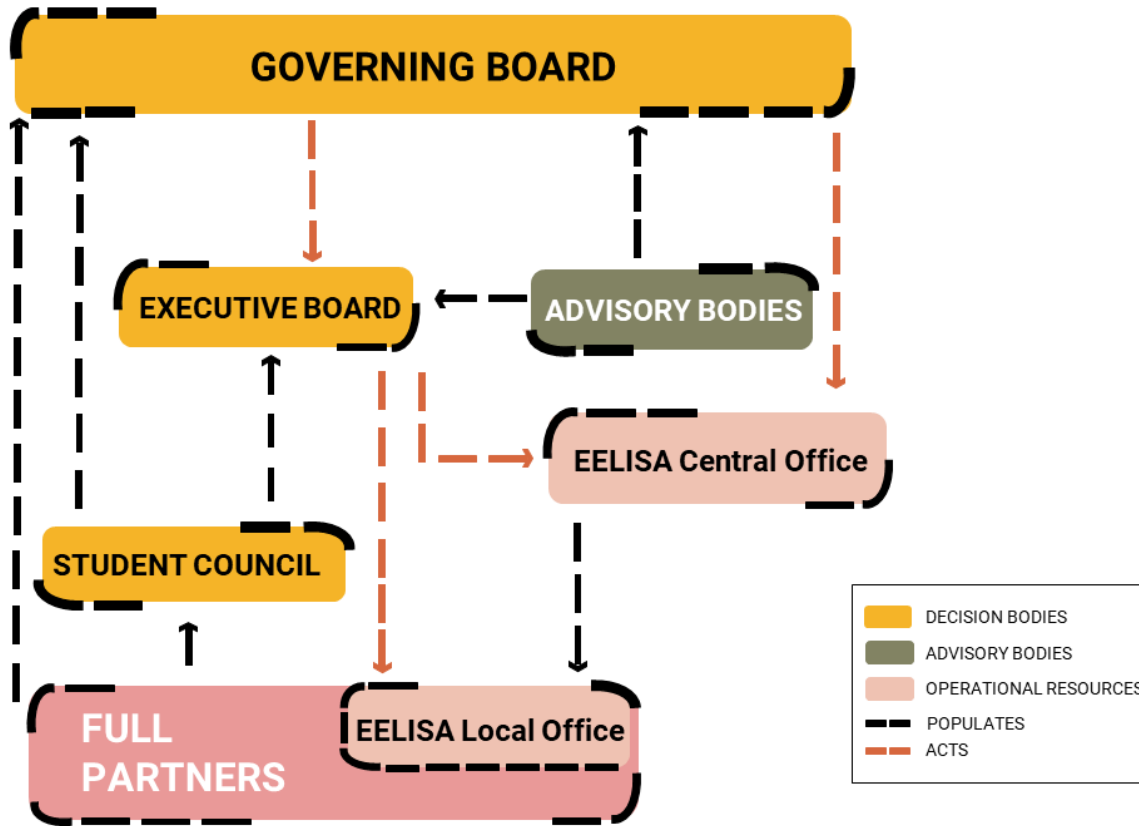 GOVERNING BOARD
EXECUTIVE BOARD
ADVISORY BODIES
EELISA Central Office
STUDENT COUNCIL
FULL
PARTNERS
EELISA Local Office
DECISION BODIES
ADVISORY BODIES
OPERATIONAL RESOURCES
POPULATES
ACTS